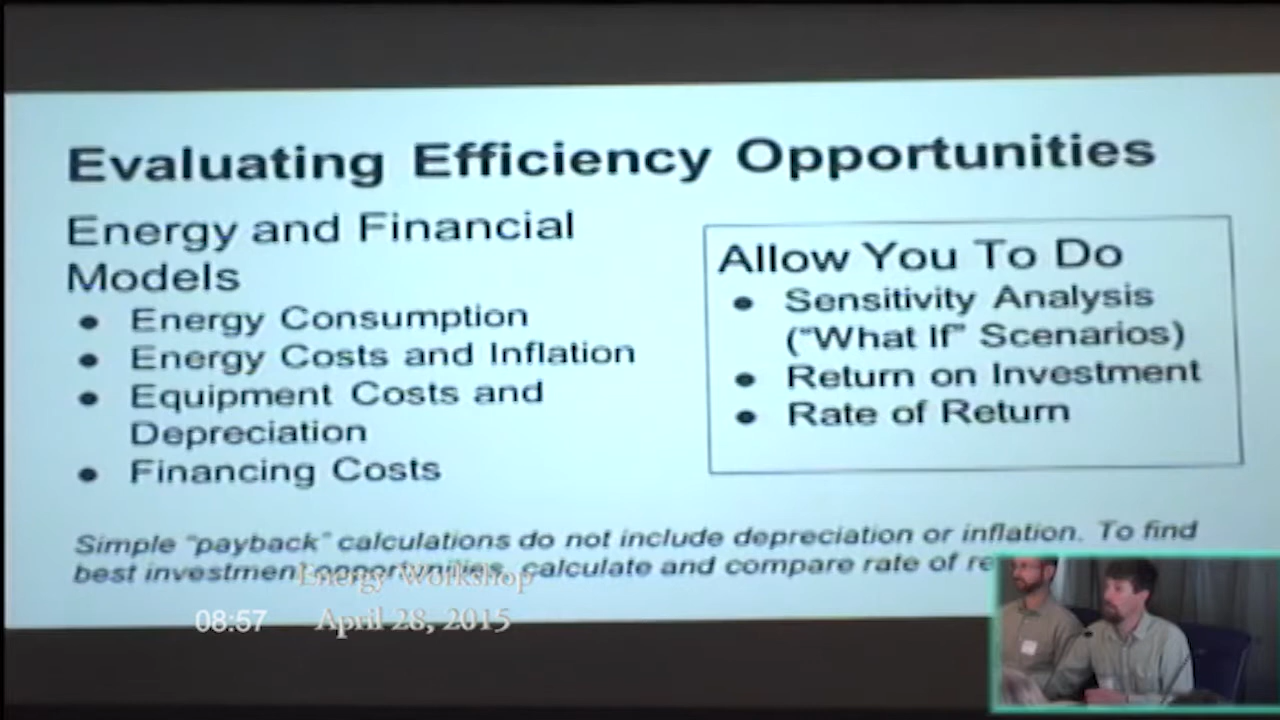 Evaluating Efficiency Opportunities
Energy and Financial
Models
● Energy Consumption
● Energy Costs and Inflation
● Equipment Costs and
Depreciation
● Financing Costs
Allow You To Do
● Sensitivity Analysis
("What If" Scenarios)
● Return on Investment
● Rate of Return
Simple "payback" calculations do not include depreciation or inflation. To find
best investment opportunities, calculate and compare rate of
Energy Workshop
08:57 April 28, 2015